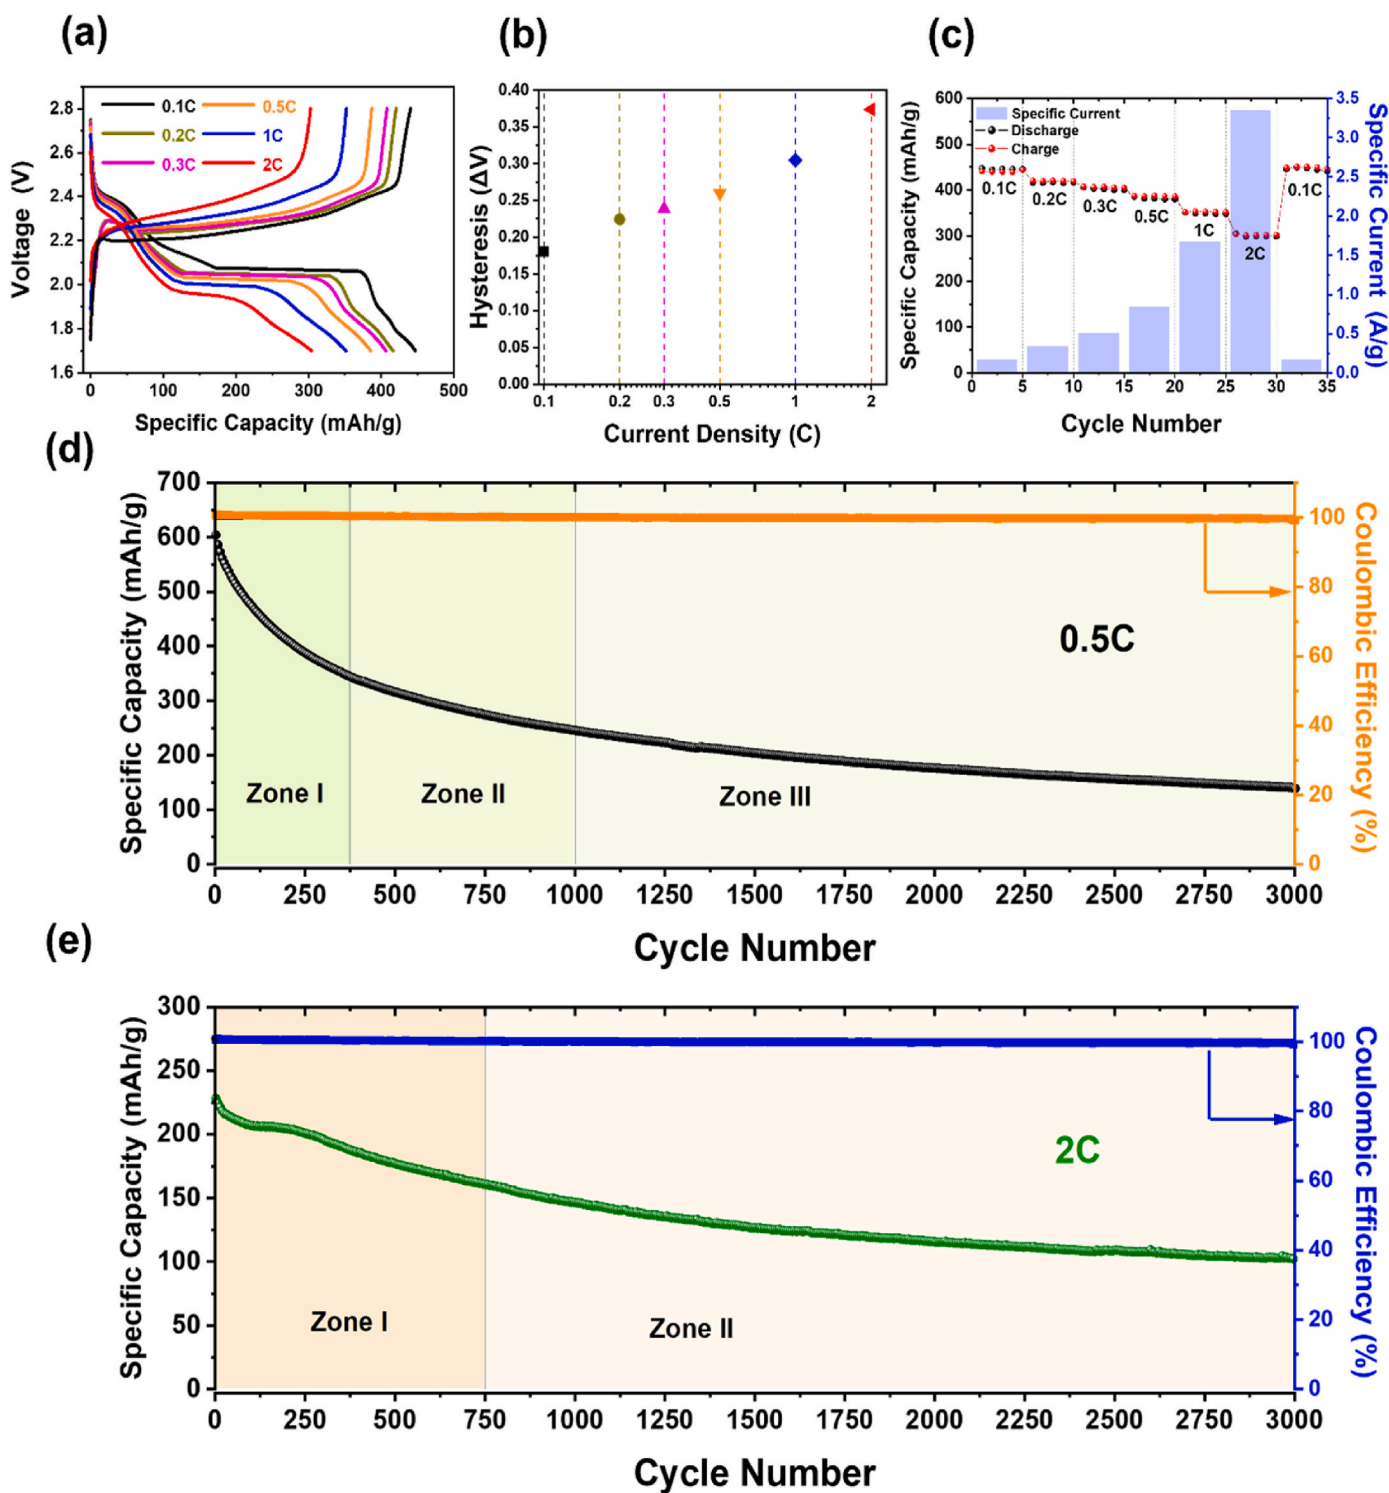 (a)
(b)
(c)
0.1C
0.5C
0.2C
1C
0.3C
2C
2.8
2.6
2.4
2.2
2.0
1.8
1.6
Voltage (V)
0
100
200
300
400
500
Specific Capacity (mAh/g)
0.40
0.35
0.30
0.25
0.20
0.15
0.10
0.05
0.00
Hysteresis (ΔV)
0.1
0.2
0.3
0.5
1
2
Current Density (C)
600
500
400
300
200
100
0
Specific Capacity (mAh/g)
Specific Current
Discharge
Charge
0.1C
0.2C
0.3C
0.5C
1C
2C
0.1C
3.5
3.0
2.5
2.0
1.5
1.0
0.5
0.0
Specific Current (A/g)
0
5
10
15
20
25
30
35
Cycle Number
(d)
700
600
500
400
300
200
100
0
Specific Capacity (mAh/g)
Zone I
Zone II
Zone III
0.5C
100
80
60
40
20
0
Coulombic Efficiency (%)
0
250
500
750
1000
1250
1500
1750
2000
2250
2500
2750
3000
Cycle Number
(e)
300
250
200
150
100
50
0
Specific Capacity (mAh/g)
Zone I
Zone II
2C
100
80
60
40
20
0
Coulombic Efficiency (%)
0
250
500
750
1000
1250
1500
1750
2000
2250
2500
2750
3000
Cycle Number